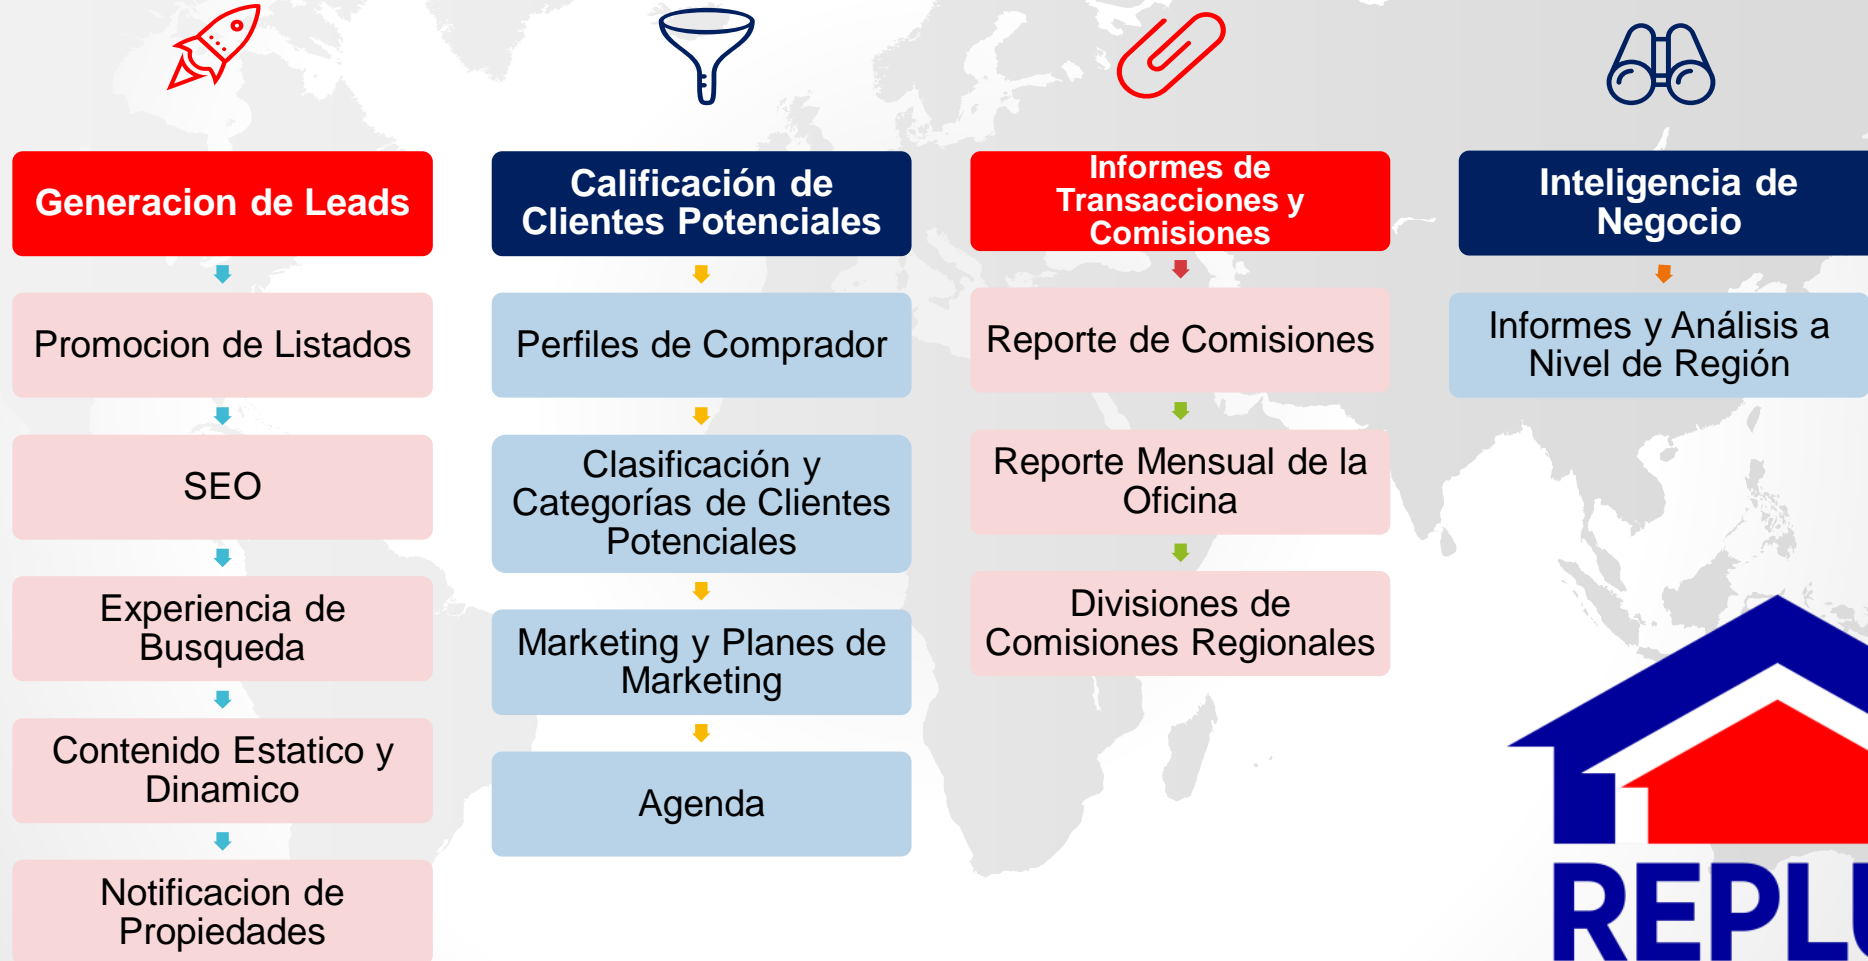 Generacion de Leads
Promocion de Listados
SEO
Experiencia de
Busqueda
Contenido Estatico y
Dinamico
Notificacion de
Propiedades
Calificación de
Clientes Potenciales
Perfiles de Comprador
Clasificación y
Categorías de Clientes
Potenciales
Marketing y Planes de
Marketing
Agenda
Informes de
Transacciones y
Comisiones
Reporte de Comisiones
Reporte Mensual de la
Oficina
Divisiones de
Comisiones Regionales
Inteligencia de
Negocio
Informes y Análisis a
Nivel de Región